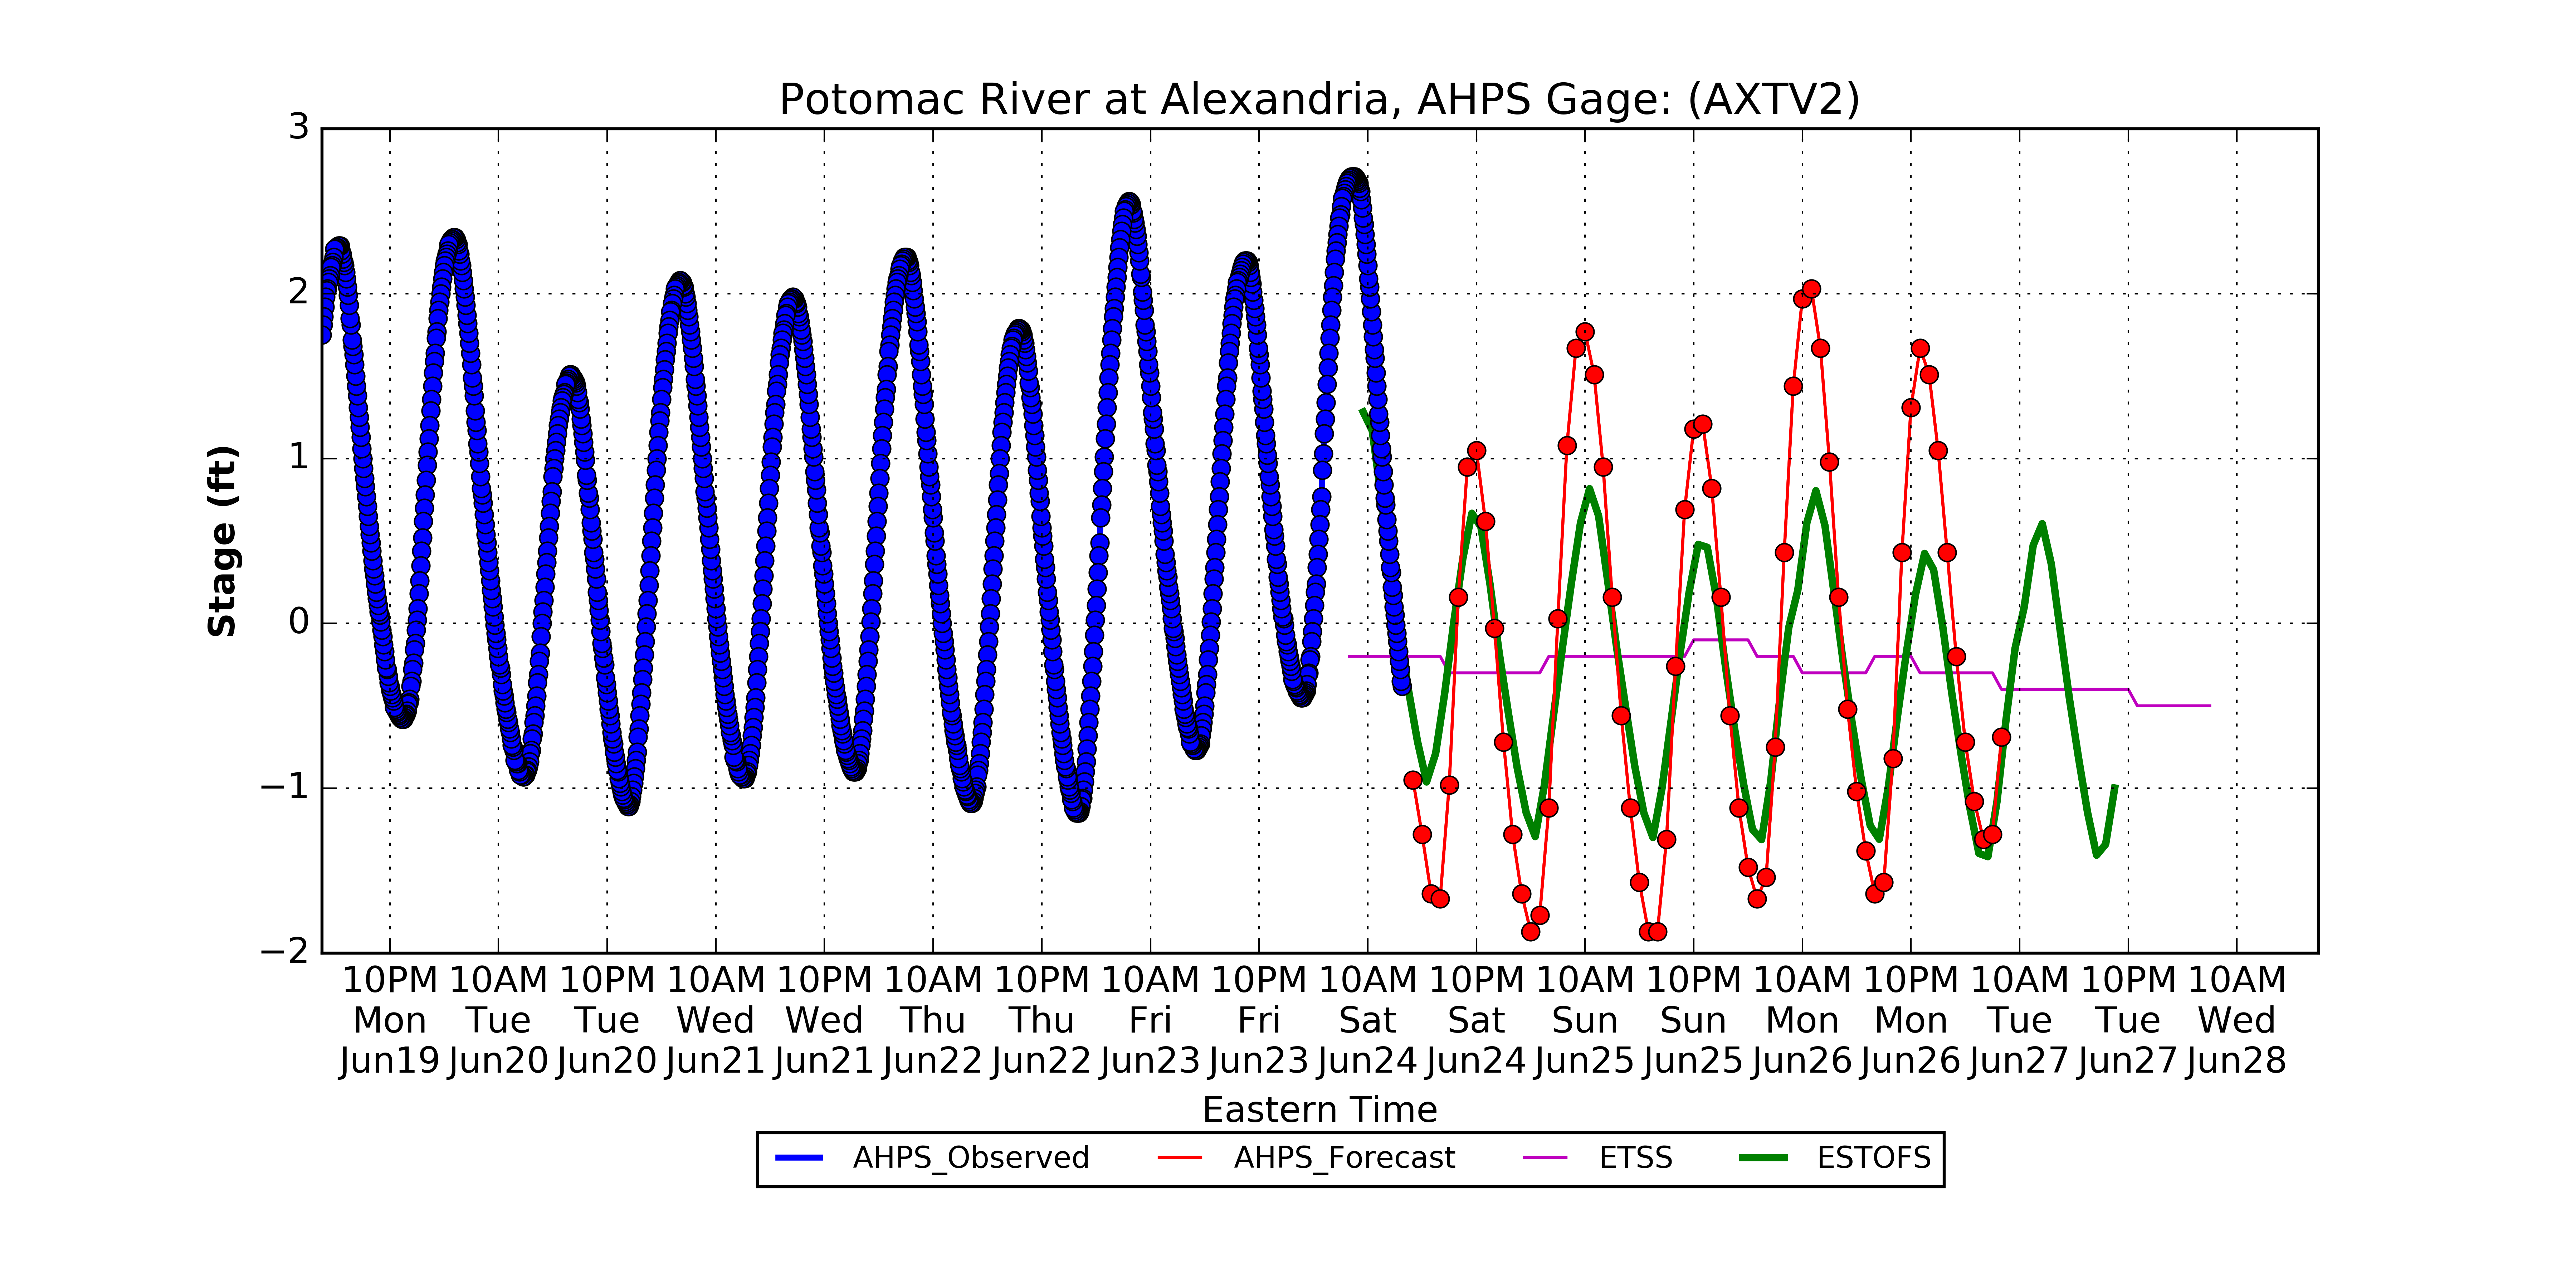 Potomac River at Alexandria, AHPS Gage: (AXTV2)
3
2
1
0
−1
−2
Stage (ft)
10PM 10AM 10PM 10AM 10PM 10AM 10PM 10AM 10PM 10AM 10PM 10AM 10PM 10AM 10PM 10AM 10PM 10AM
Mon Tue Tue Wed Wed Thu Thu Fri Fri Sat Sat Sun Sun Mon Mon Tue Tue Wed
Jun19 Jun20 Jun20 Jun21 Jun21 Jun22 Jun22 Jun23 Jun23 Jun24 Jun24 Jun25 Jun25 Jun26 Jun26 Jun27 Jun27 Jun28
Eastern Time
AHPS_Observed AHPS_Forecast ETSS ESTOFS